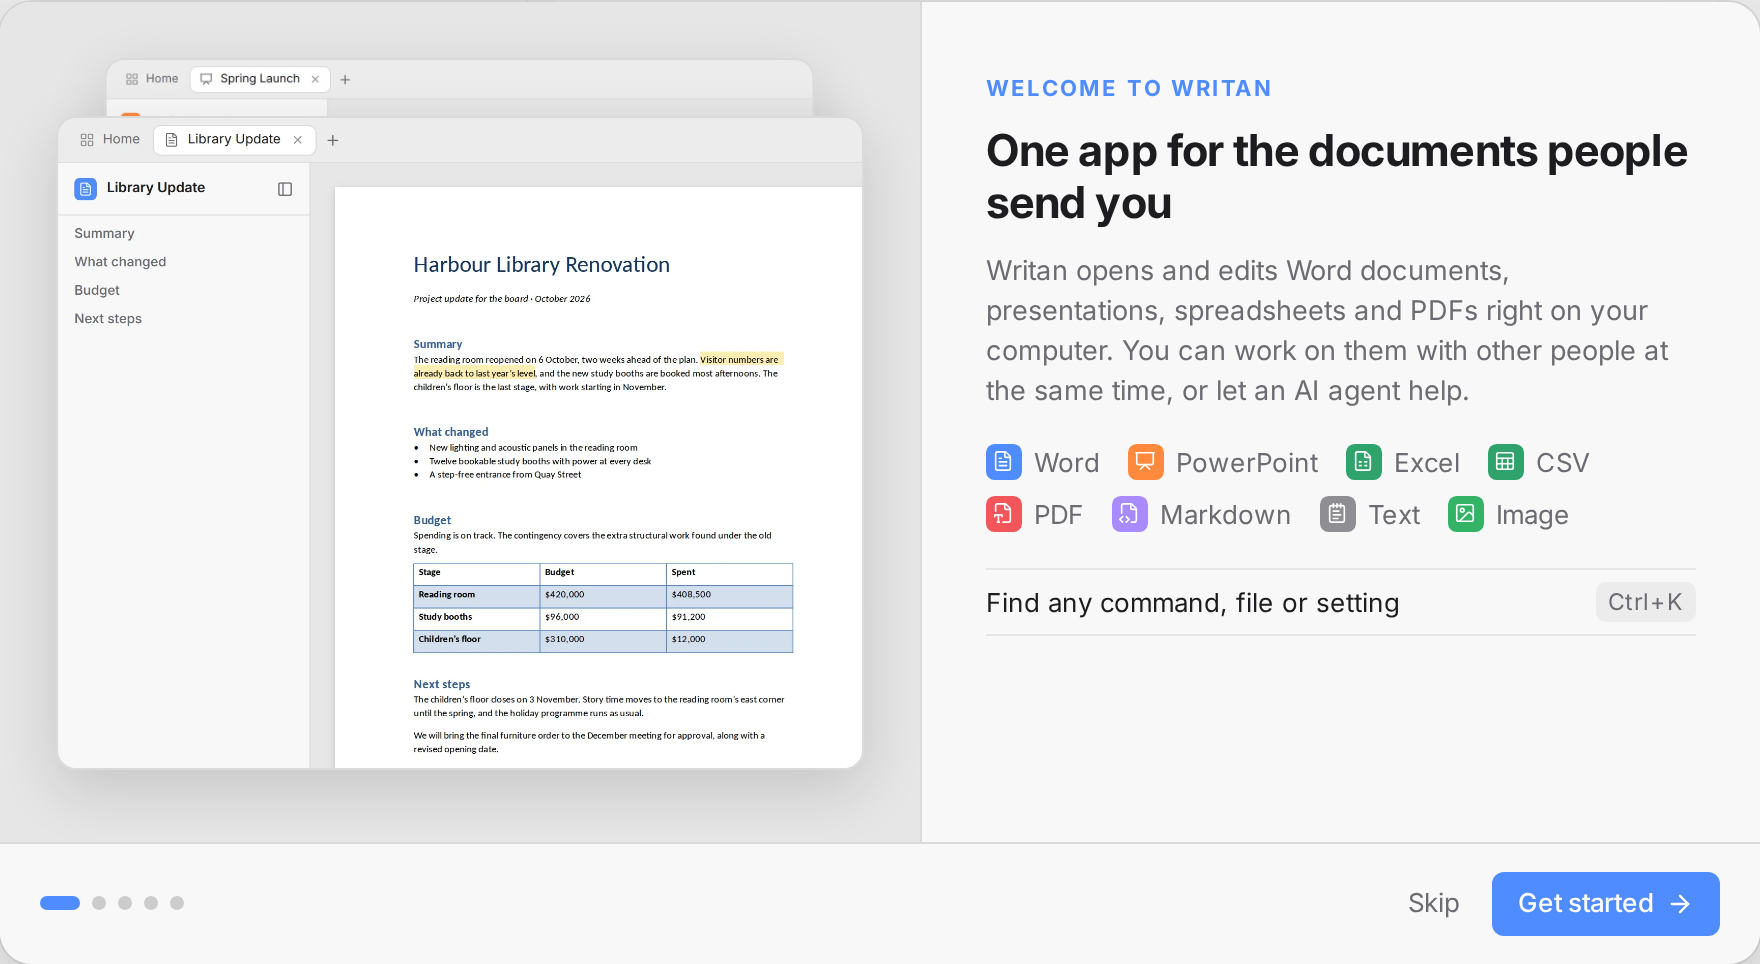 Home
Spring Launch
Home
Library Update
Library Update
Summary
What changed
Budget
Next steps
Harbour Library Renovation
Project update for the board · October 2026
Summary
The reading room reopened on 6 October, two weeks ahead of the plan. Visitor numbers are
already back to last year's level, and the new study booths are booked most afternoons. The
children's floor is the last stage, with work starting in November.
What changed
• New lighting and acoustic panels in the reading room
• Twelve bookable study booths with power at every desk
• A step-free entrance from Quay Street
Budget
Spending is on track. The contingency covers the extra structural work found under the old
stage.
Stage Budget Spent
Reading room $420,000 $408,500
Study booths $96,000 $91,200
Children's floor $310,000 $12,000
Next steps
The children's floor closes on 3 November. Story time moves to the reading room's east corner
until the spring, and the holiday programme runs as usual.
We will bring the final furniture order to the December meeting for approval, along with a
revised opening date.
WELCOME TO WRITAN
One app for the documents people
send you
Writan opens and edits Word documents,
presentations, spreadsheets and PDFs right on your
computer. You can work on them with other people at
the same time, or let an AI agent help.
Word PowerPoint Excel CSV
PDF Markdown Text Image
Find any command, file or setting Ctrl+K
Skip Get started →